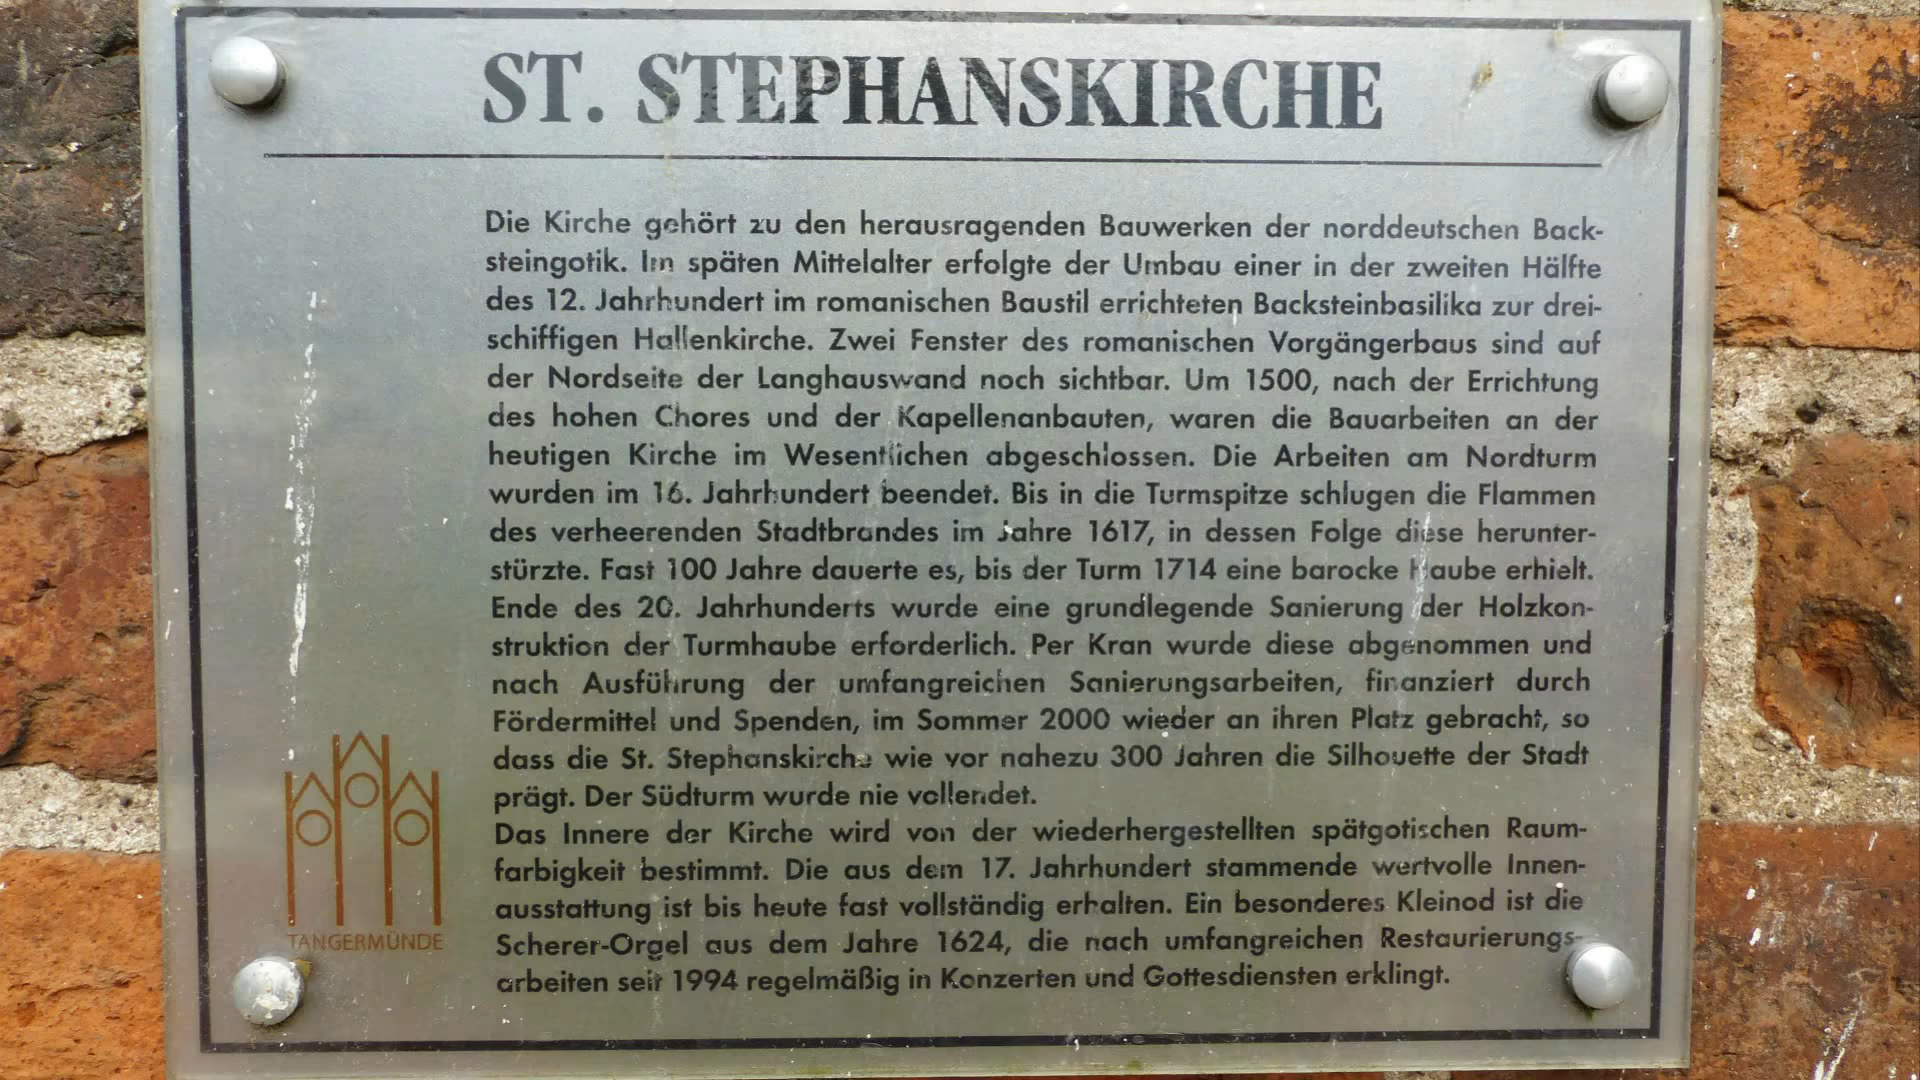 ST. STEPHANSKIRCHE
Die Kirche gehört zu den herausragenden Bauwerken der norddeutschen Back-
steingotik. Im späten Mittelalter erfolgte der Umbau einer in der zweiten Hälfte
des 12. Jahrhundert im romanischen Baustil errichteten Backsteinbasilika zur drei-
schiffigen Hallenkirche. Zwei Fenster des romanischen Vorgängerbaus sind auf
der Nordseite der Langhauswand noch sichtbar. Um 1500, nach der Errichtung
des hohen Chores und der Kapellenanbauten, waren die Bauarbeiten an der
heutigen Kirche im Wesentlichen abgeschlossen. Die Arbeiten am Nordturm
wurden im 16. Jahrhundert beendet. Bis in die Turmspitze schlugen die Flammen
des verheerenden Stadtbrandes im Jahre 1617, in dessen Folge diese herunter-
stürzte. Fast 100 Jahre dauerte es, bis der Turm 1714 eine barocke Haube erhielt.
Ende des 20. Jahrhunderts wurde eine grundlegende Sanierung der Holzkon-
struktion der Turmhaube erforderlich. Per Kran wurde diese abgenommen und
nach Ausführung der umfangreichen Sanierungsarbeiten, finanziert durch
Fördermittel und Spenden, im Sommer 2000 wieder an ihren Platz gebracht, so
dass die St. Stephanskirche wie vor nahezu 300 Jahren die Silhouette der Stadt
prägt. Der Südturm wurde nie vollendet.
Das Innere der Kirche wird von der wiederhergestellten spätgotischen Raum-
farbigkeit bestimmt. Die aus dem 17. Jahrhundert stammende wertvolle Innen-
ausstattung ist bis heute fast vollständig erhalten. Ein besonderes Kleinod ist die
Scherer-Orgel aus dem Jahre 1624, die nach umfangreichen Restaurierungs-
arbeiten seit 1994 regelmäßig in Konzerten und Gottesdiensten erklingt.
TANGERMÜNDE